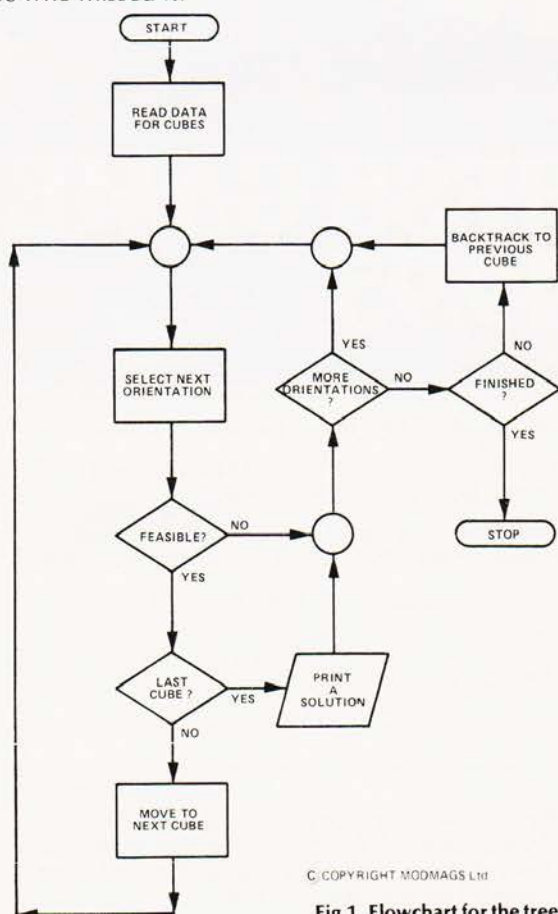 START
READ DATA
FOR CUBES
BACKTRACK TO
PREVIOUS
CUBE
SELECT NEXT
ORIENTATION
YES
MORE
ORIENTATIONS
?
NO
NO
FINISHED
?
YES
FEASIBLE?
NO
STOP
YES
LAST
CUBE ?
YES
PRINT
A
SOLUTION
NO
MOVE TO
NEXT CUBE
© COPYRIGHT MODMAGS Ltd
Fig.1. Flowchart for the tree